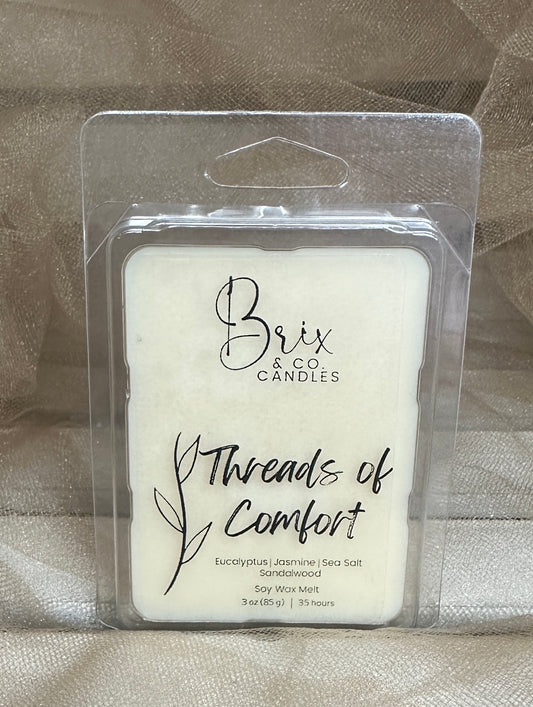 Brix
& CO.
CANDLES
Threads of
Comfort
Eucalyptus | Jasmine | Sea Salt
Sandalwood
Soy Wax Melt
3 oz (85 g) | 35 hours